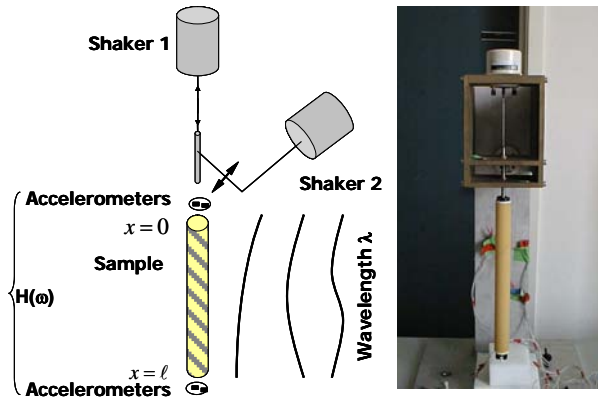 Shaker 1
Shaker 2
Accelerometers
x = 0
Sample
H(ω)
Wavelength λ
x = ℓ
Accelerometers